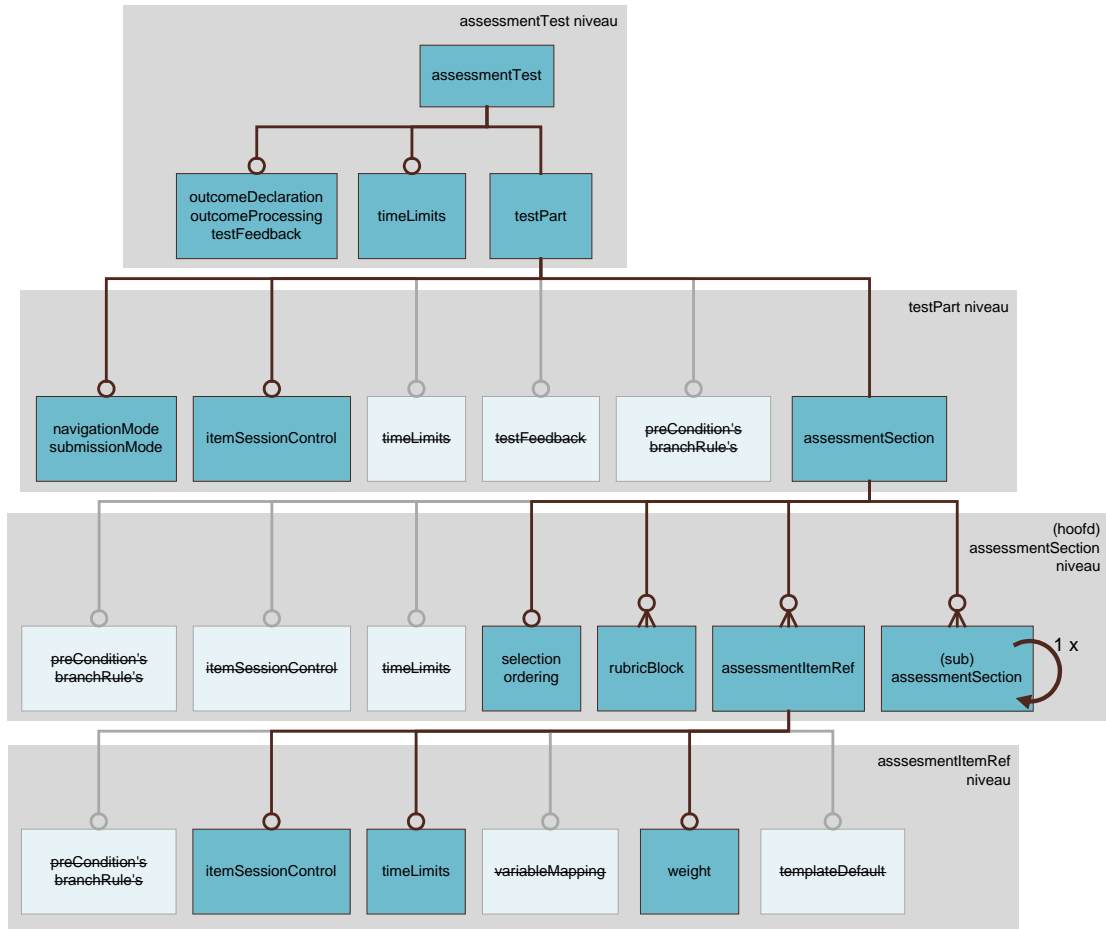 assessmentTest niveau
assessmentTest
outcomeDeclaration
outcomeProcessing
testFeedback
timeLimits
testPart
testPart niveau
navigationMode
submissionMode
itemSessionControl
timeLimits
testFeedback
preCondition's
branchRule's
assessmentSection
(hoofd)
assessmentSection
niveau
preCondition's
branchRule's
itemSessionControl
timeLimits
selection
ordering
rubricBlock
assessmentItemRef
(sub)
assessmentSection
1 x
asssesmentItemRef
niveau
preCondition's
branchRule's
itemSessionControl
timeLimits
variableMapping
weight
templateDefault